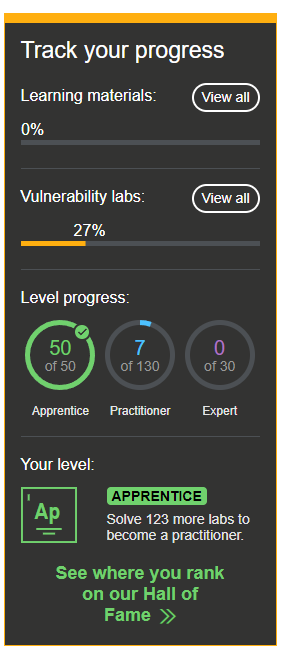 Track your progress
Learning materials:
View all
0%
Vulnerability labs:
View all
27%
Level progress:
50
of 50
7
of 130
0
of 30
Apprentice
Practitioner
Expert
Your level:
Ap
APPRENTICE
Solve 123 more labs to
become a practitioner.
See where you rank
on our Hall of
Fame